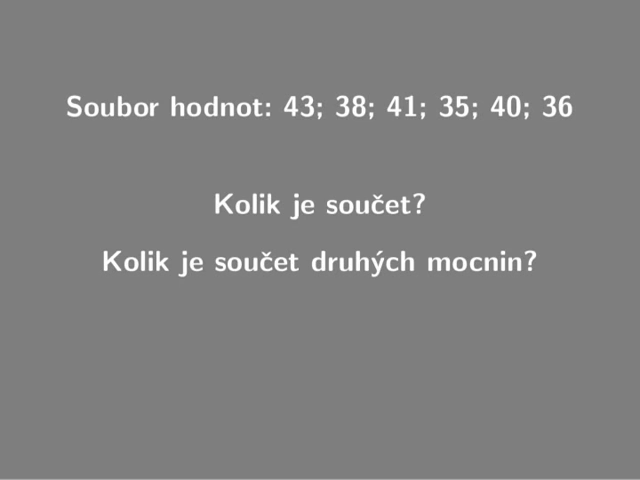 Soubor hodnot: 43; 38; 41; 35; 40; 36
Kolik je součet?
Kolik je součet druhých mocnin?